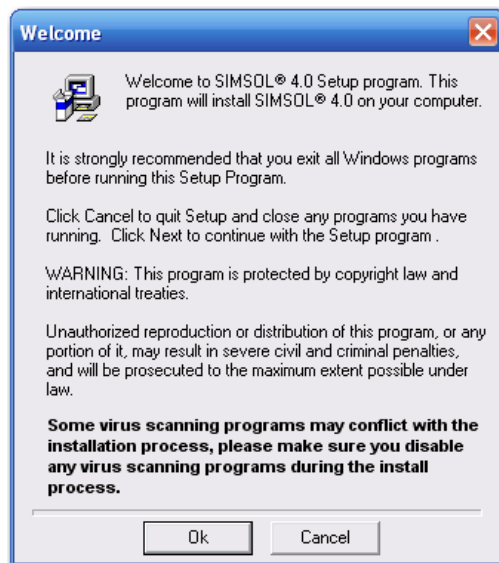 Welcome
Welcome to SIMSOL® 4.0 Setup program. This
program will install SIMSOL® 4.0 on your computer.
It is strongly recommended that you exit all Windows programs
before running this Setup Program.
Click Cancel to quit Setup and close any programs you have
running. Click Next to continue with the Setup program .
WARNING: This program is protected by copyright law and
international treaties.
Unauthorized reproduction or distribution of this program, or any
portion of it, may result in severe civil and criminal penalties,
and will be prosecuted to the maximum extent possible under
law.
Some virus scanning programs may conflict with the
installation process, please make sure you disable
any virus scanning programs during the install
process.
Ok
Cancel